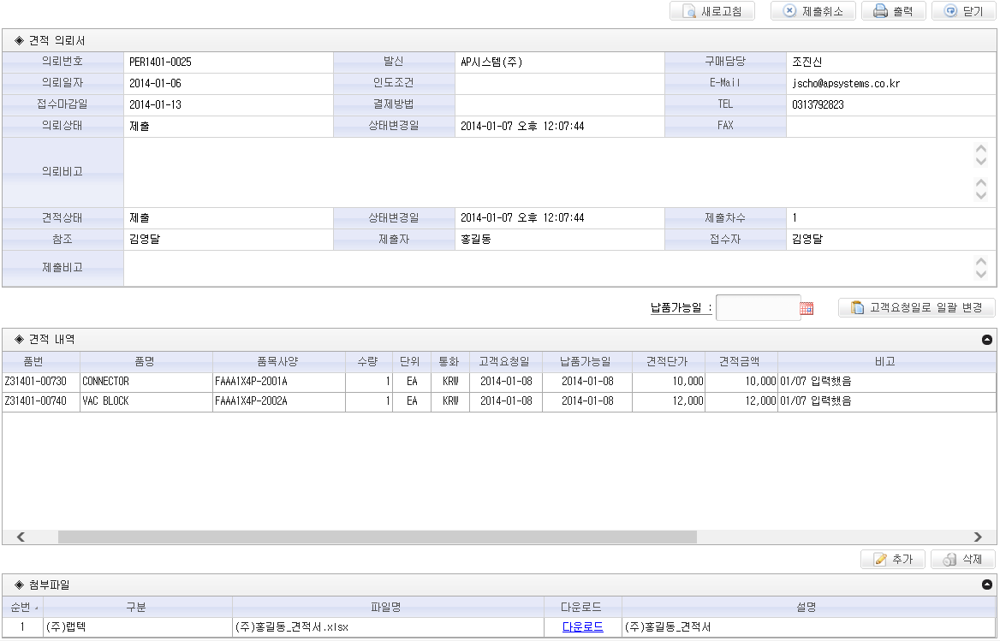 새로고침 제출취소 출력 닫기
◈ 견적 의뢰서
의뢰번호 PER1401-0025 발신 AP시스템(주) 구매담당 조진신
의뢰일자 2014-01-06 인도조건 E-Mail jscho@apsystems.co.kr
접수마감일 2014-01-13 결제방법 TEL 0313792823
의뢰상태 제출 상태변경일 2014-01-07 오후 12:07:44 FAX
의뢰비고
견적상태 제출 상태변경일 2014-01-07 오후 12:07:44 제출차수 1
참조 김영달 제출자 홍길동 접수자 김영달
제출비고
납품가능일 : 고객요청일로 일괄 변경
◈ 견적 내역
품번 품명 품목사양 수량 단위 통화 고객요청일 납품가능일 견적단가 견적금액 비고
Z31401-00730 CONNECTOR FAAA1X4P-2001A 1 EA KRW 2014-01-08 2014-01-08 10,000 10,000 01/07 입력했음
Z31401-00740 VAC BLOCK FAAA1X4P-2002A 1 EA KRW 2014-01-08 2014-01-08 12,000 12,000 01/07 입력했음
추가 삭제
◈ 첨부파일
순번 구분 파일명 다운로드 설명
1 (주)랩텍 (주)홍길동_견적서.xlsx 다운로드 (주)홍길동_견적서